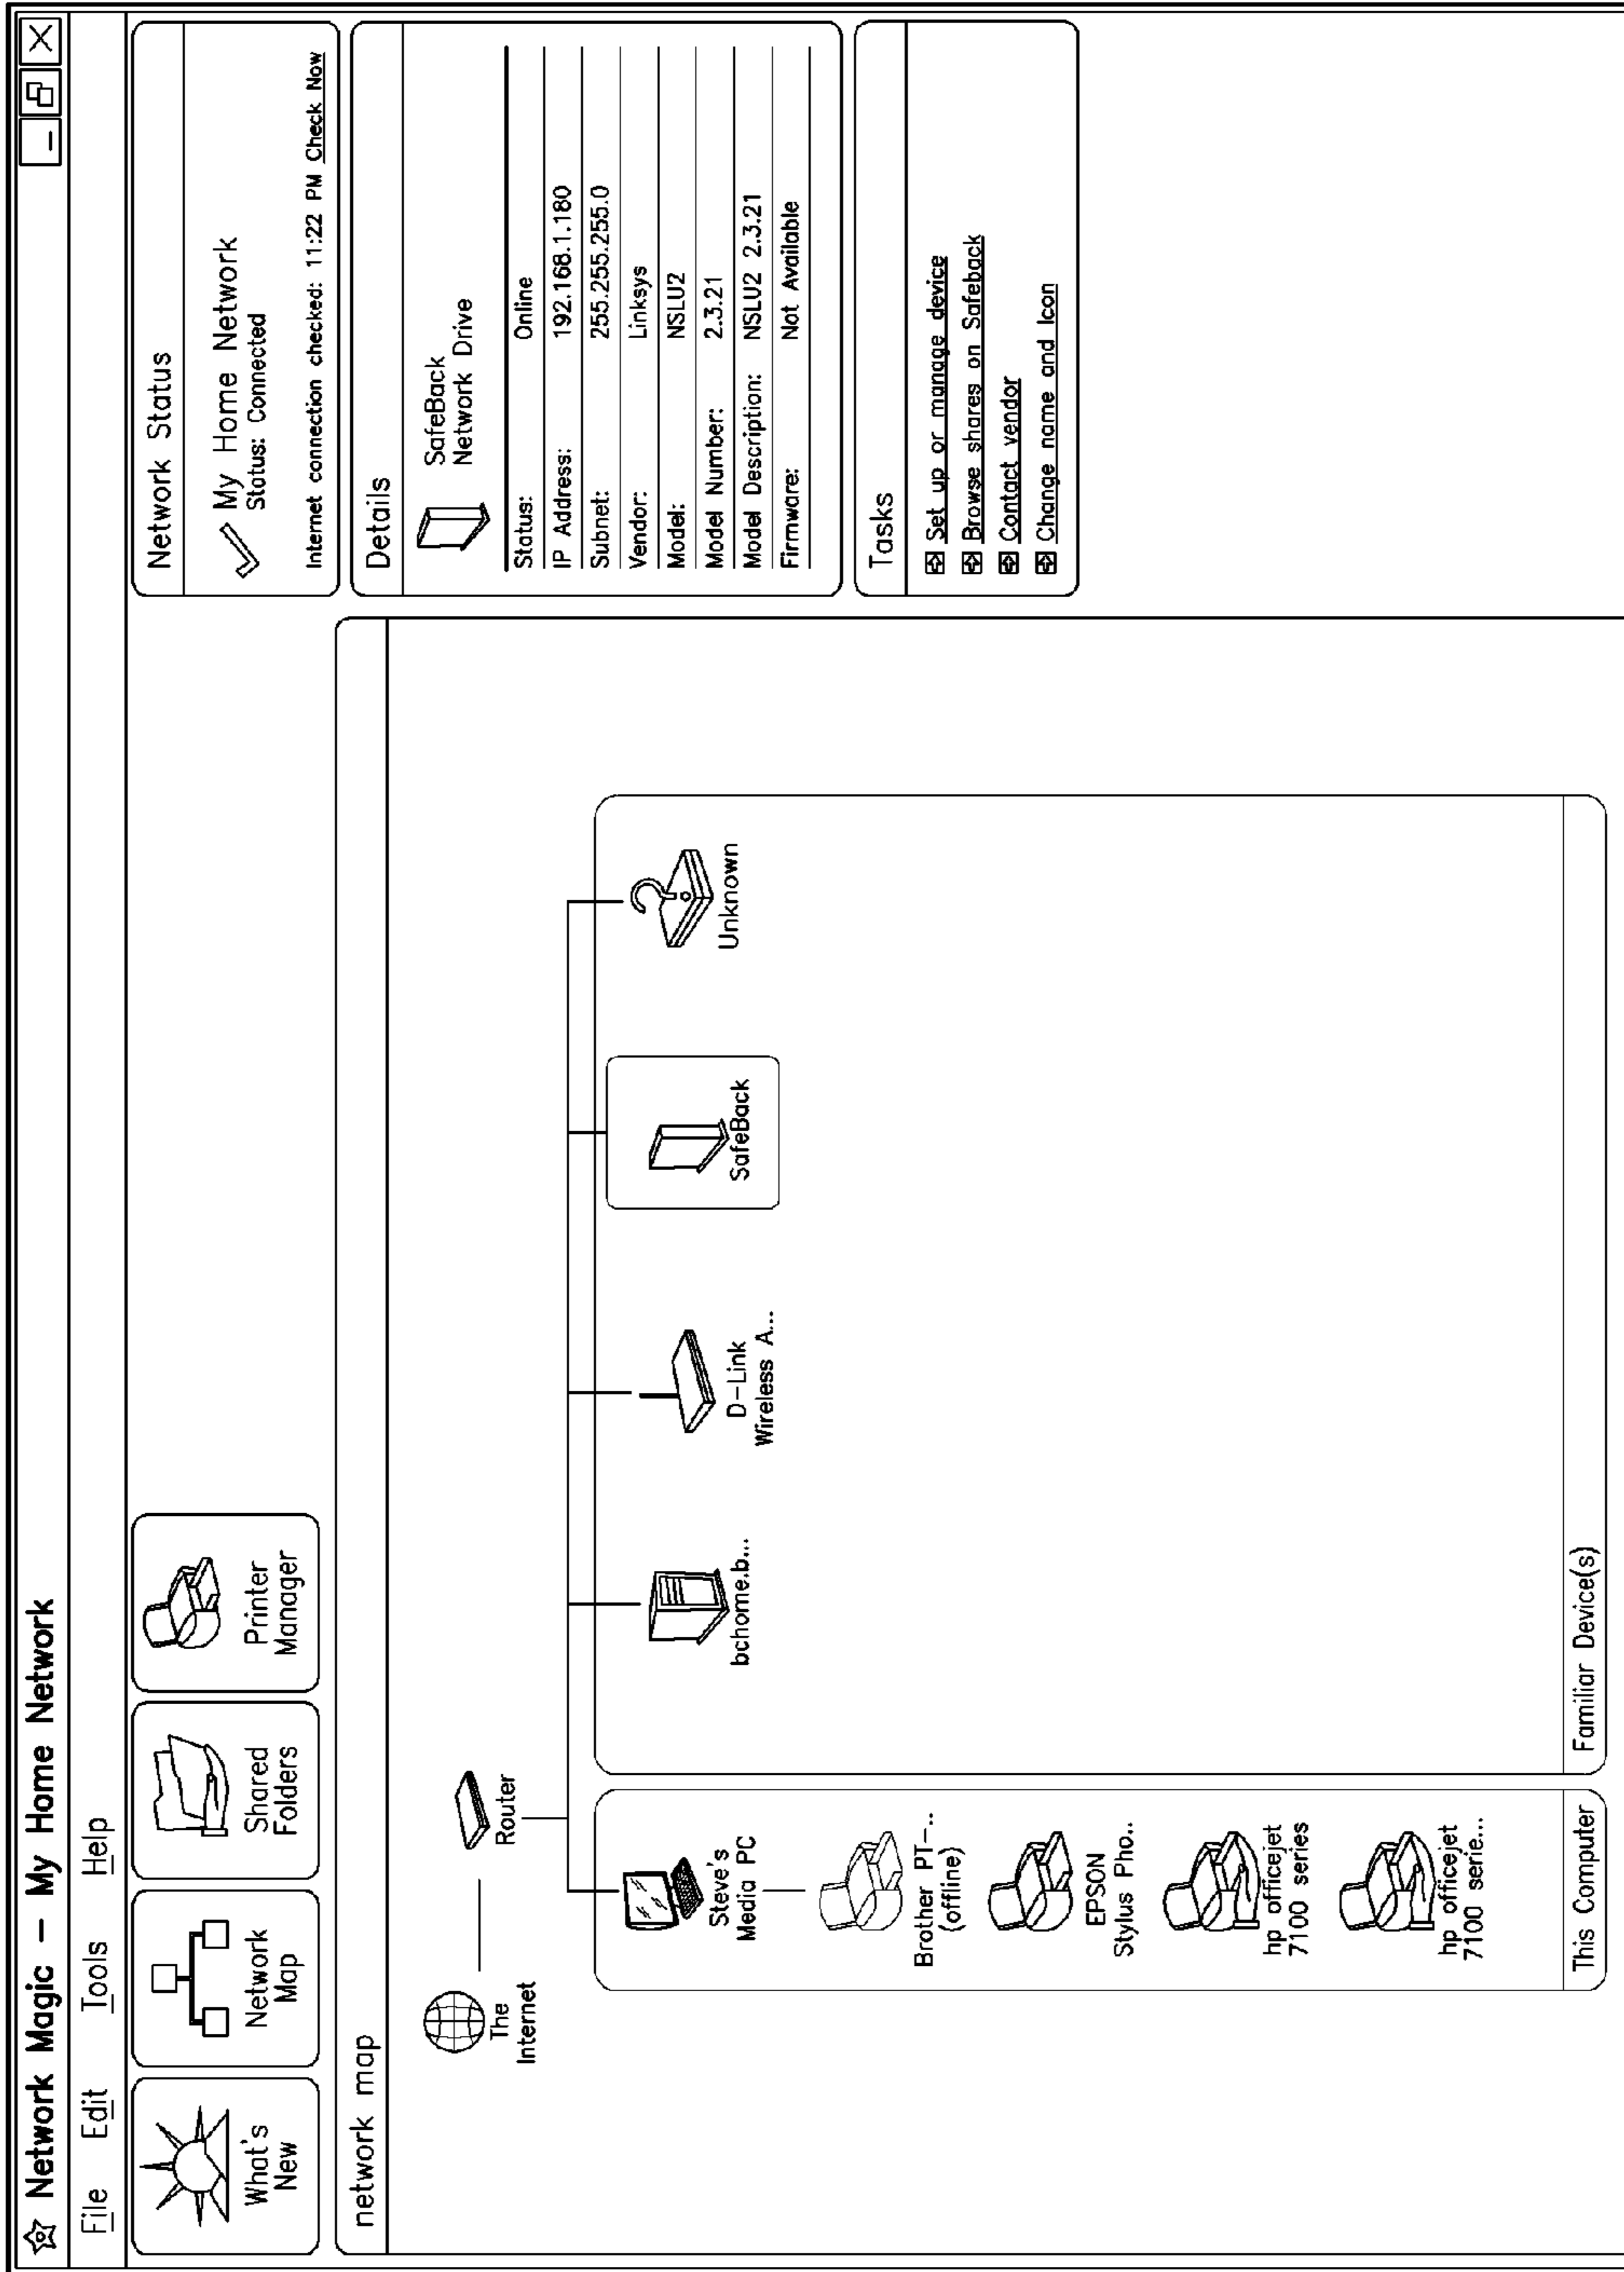 Network Magic – My Home Network
File Edit Tools Help
What's
New
Network
Map
Shared
Folders
Printer
Manager
Network Status
My Home Network
Status: Connected
Internet connection checked: 11:22 PM Check Now
network map
The
Internet
Router
Steve's
Media PC
Brother PT-...
(offline)
EPSON
Stylus Pho..
hp officejet
7100 series
hp officejet
7100 serie...
This Computer
bchome.b...
D-Link
Wireless A...
SafeBack
Unknown
Familiar Device(s)
Details
SafeBack
Network Drive
Status: Online
IP Address: 192.168.1.180
Subnet: 255.255.255.0
Vendor: Linksys
Model: NSLU2
Model Number: 2.3.21
Model Description: NSLU2 2.3.21
Firmware: Not Available
Tasks
Set up or manage device
Browse shares on Safeback
Contact vendor
Change name and Icon